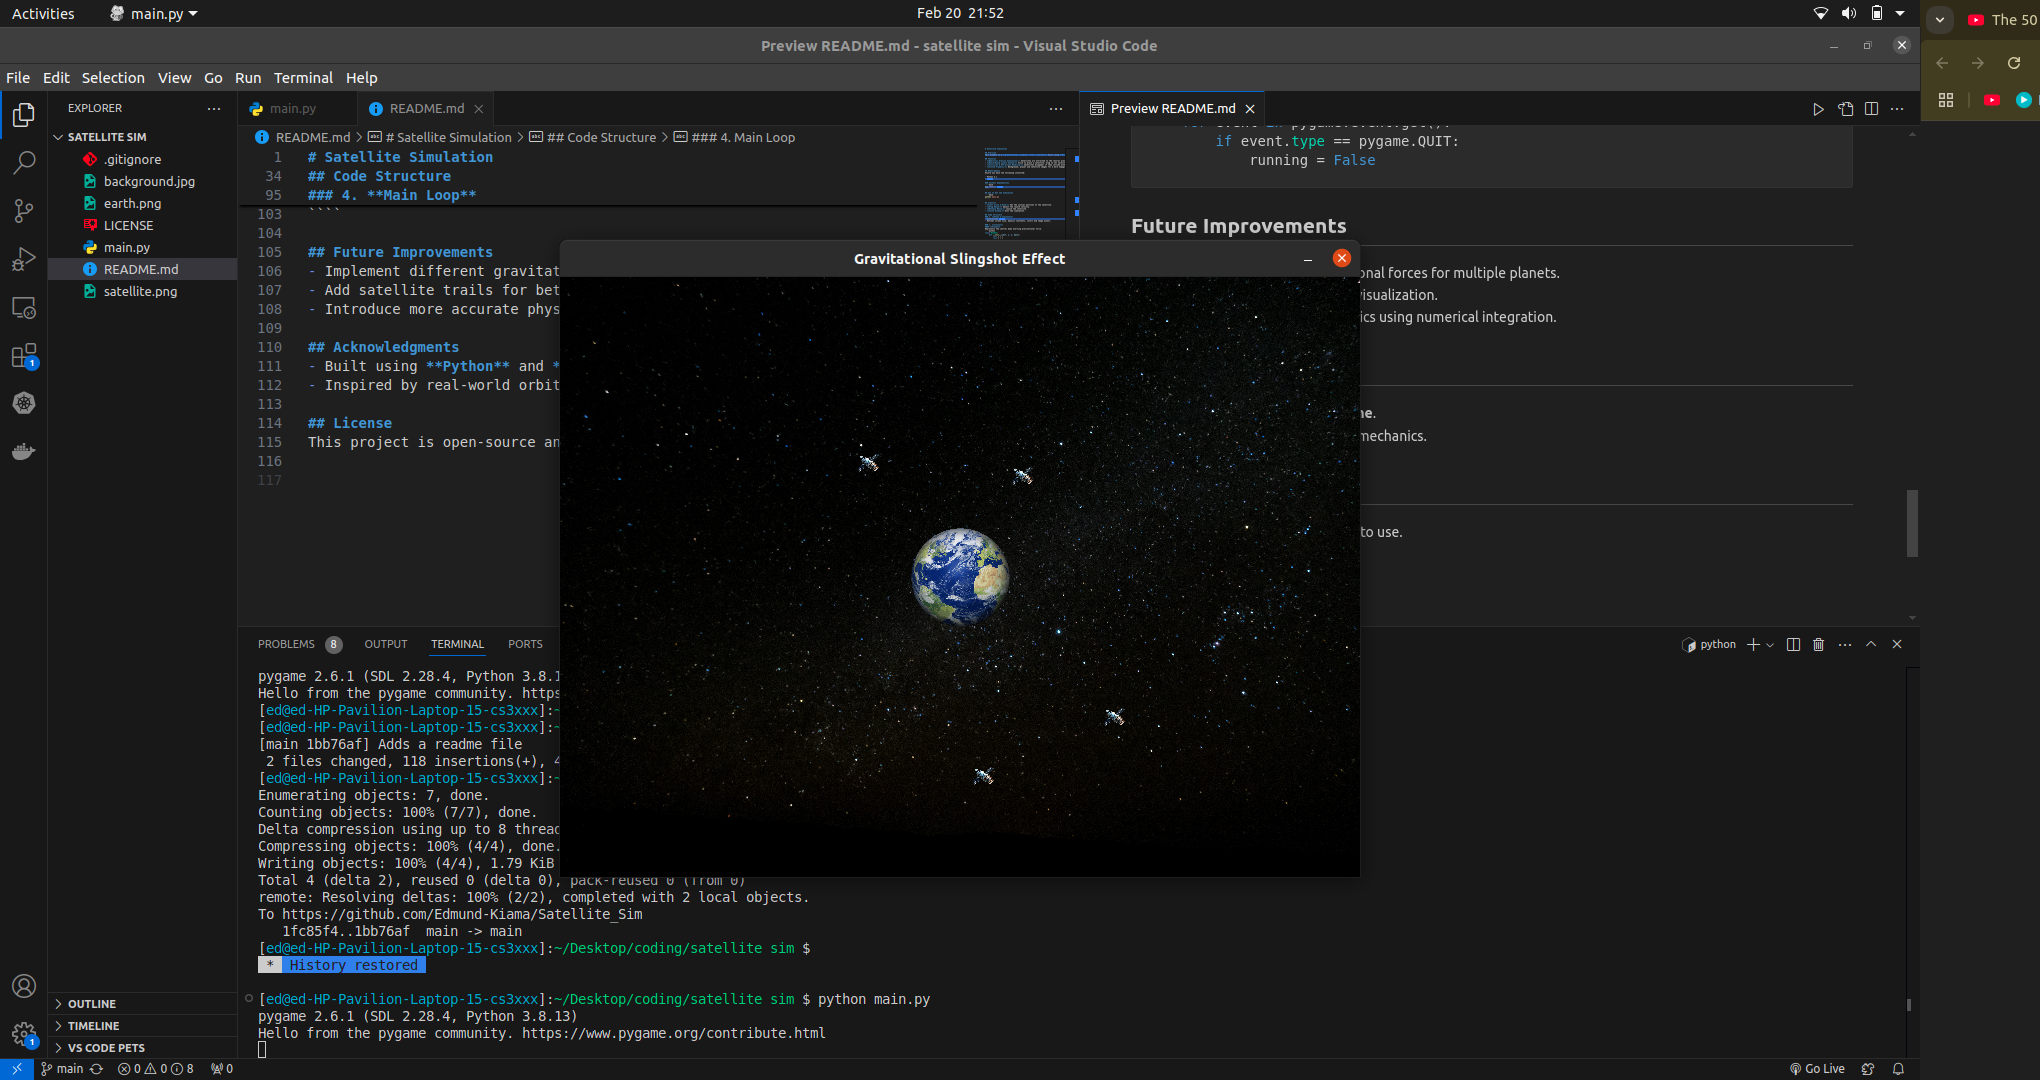 Activities
main.py
Feb 20 21:52
The 50
Preview README.md - satellite sim - Visual Studio Code
File Edit Selection View Go Run Terminal Help
EXPLORER
SATELLITE SIM
.gitignore
background.jpg
earth.png
LICENSE
main.py
README.md
satellite.png
OUTLINE
TIMELINE
VS CODE PETS
main.py
README.md
README.md > # Satellite Simulation > ## Code Structure > ### 4. Main Loop
1 # Satellite Simulation
34 ## Code Structure
95 ### 4. **Main Loop**
103 ````
104
105 ## Future Improvements
106 - Implement different gravitat
107 - Add satellite trails for bet
108 - Introduce more accurate phys
109
110 ## Acknowledgments
111 - Built using **Python** and *
112 - Inspired by real-world orbit
113
114 ## License
115 This project is open-source an
116
117
Preview README.md
if event.type == pygame.QUIT:
running = False
Future Improvements
onal forces for multiple planets.
isualization.
ics using numerical integration.
ne.
mechanics.
to use.
Gravitational Slingshot Effect
PROBLEMS 8 OUTPUT TERMINAL PORTS
python
pygame 2.6.1 (SDL 2.28.4, Python 3.8.1
Hello from the pygame community. https
[ed@ed-HP-Pavilion-Laptop-15-cs3xxx]:~
[ed@ed-HP-Pavilion-Laptop-15-cs3xxx]:~
[main 1bb76af] Adds a readme file
2 files changed, 118 insertions(+), 4
[ed@ed-HP-Pavilion-Laptop-15-cs3xxx]:~
Enumerating objects: 7, done.
Counting objects: 100% (7/7), done.
Delta compression using up to 8 thread
Compressing objects: 100% (4/4), done.
Writing objects: 100% (4/4), 1.79 KiB
Total 4 (delta 2), reused 0 (delta 0), pack-reused 0 (from 0)
remote: Resolving deltas: 100% (2/2), completed with 2 local objects.
To https://github.com/Edmund-Kiama/Satellite_Sim
1fc85f4..1bb76af main -> main
[ed@ed-HP-Pavilion-Laptop-15-cs3xxx]:~/Desktop/coding/satellite sim $
* History restored
[ed@ed-HP-Pavilion-Laptop-15-cs3xxx]:~/Desktop/coding/satellite sim $ python main.py
pygame 2.6.1 (SDL 2.28.4, Python 3.8.13)
Hello from the pygame community. https://www.pygame.org/contribute.html
1
1
main 0 0 8 0
Go Live